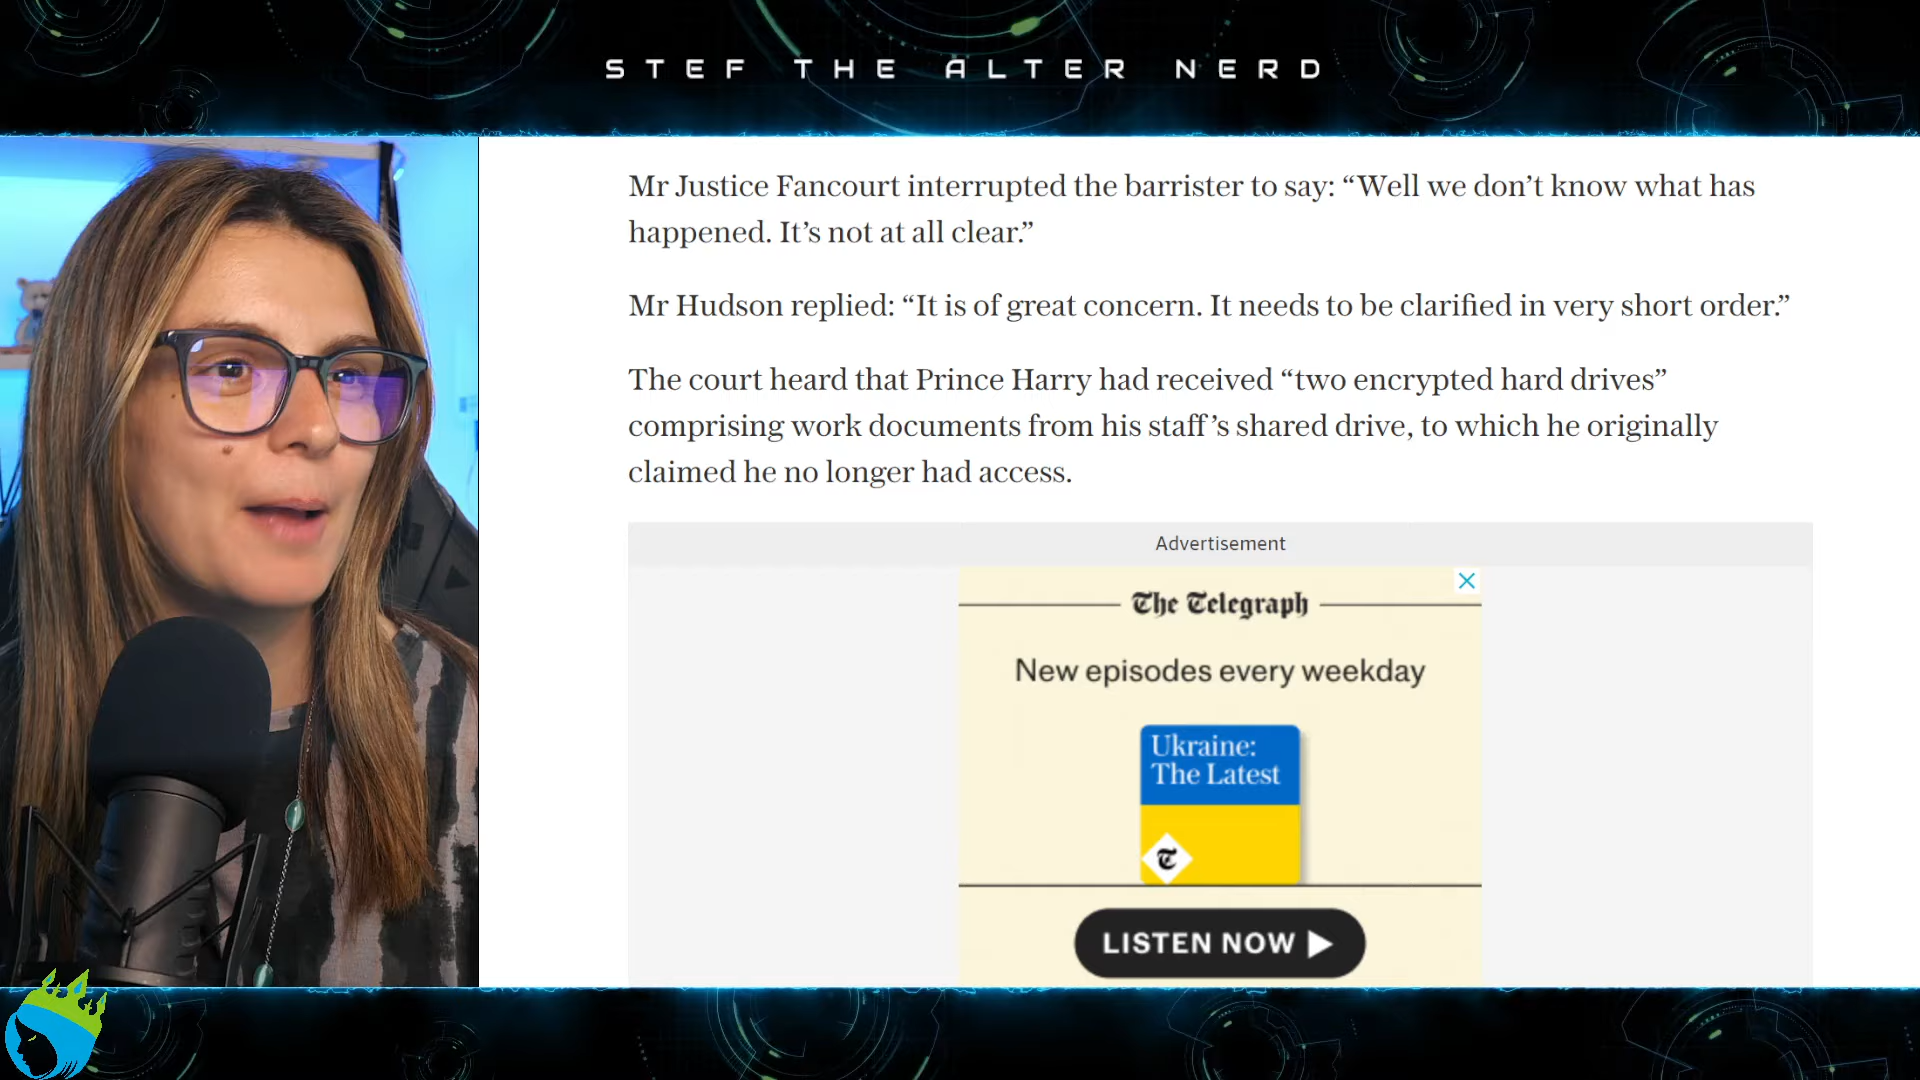 STEF THE ALTER NERD
Mr Justice Fancourt interrupted the barrister to say: “Well we don’t know what has
happened. It’s not at all clear.”
Mr Hudson replied: “It is of great concern. It needs to be clarified in very short order.”
The court heard that Prince Harry had received “two encrypted hard drives”
comprising work documents from his staff’s shared drive, to which he originally
claimed he no longer had access.
Advertisement
The Telegraph
New episodes every weekday
Ukraine:
The Latest
T
LISTEN NOW